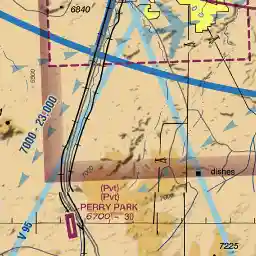 6840
7000 - 23,000
dishes
(Pvt)
(Pvt)
PERRY PARK
6700 - 30
V 95
7225